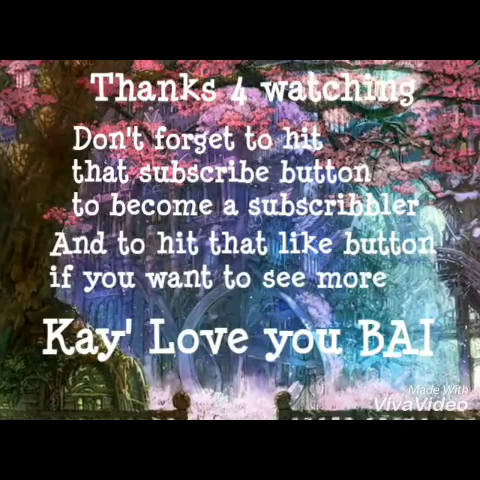 Thanks 4 watching
Don't forget to hit
that subscribe button
to become a subscribbler
And to hit that like button
if you want to see more
Kay' Love you BAI
Made With
VivaVideo